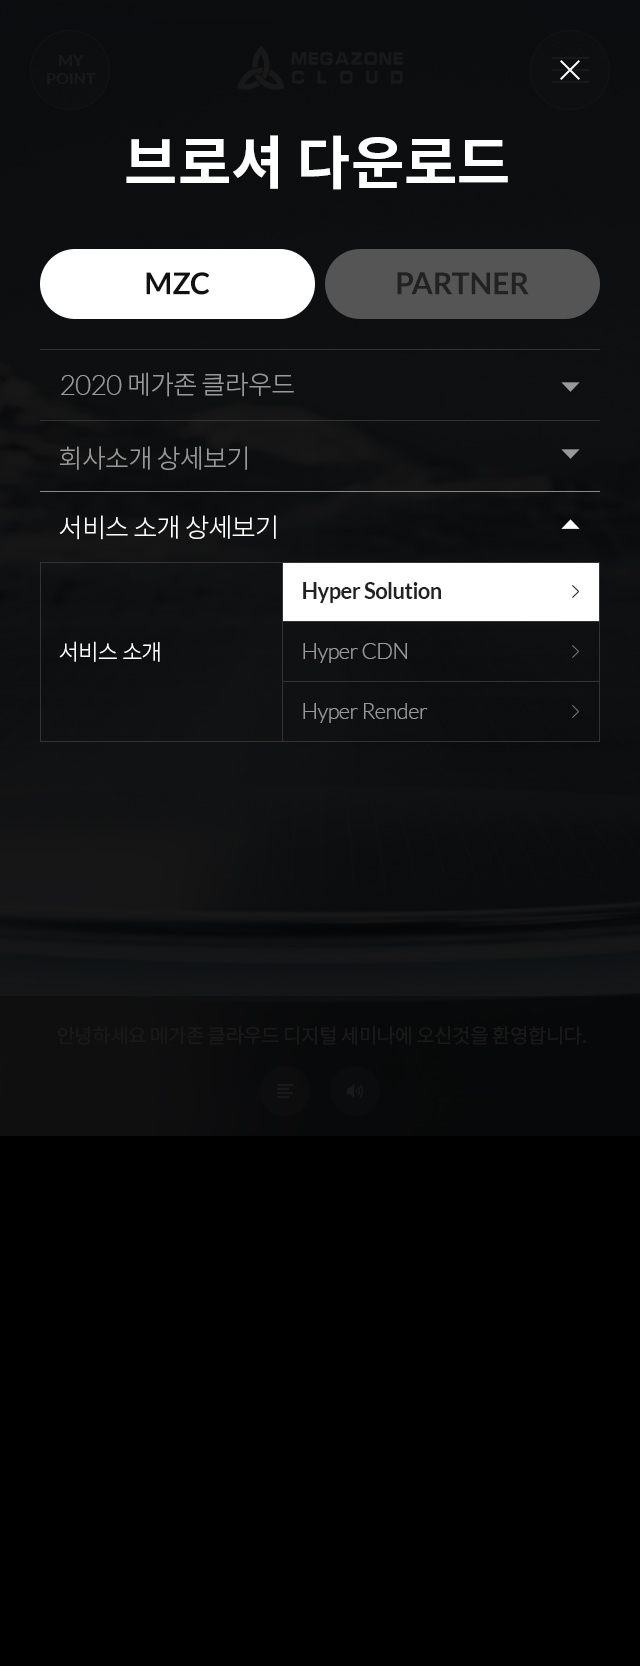 MY
POINT
MEGAZONE
CLOUD
브로셔 다운로드
MZC
PARTNER
2020 메가존 클라우드
회사소개 상세보기
서비스 소개 상세보기
서비스 소개
Hyper Solution
Hyper CDN
Hyper Render
안녕하세요 메가존 클라우드 디지털 세미나에 오신것을 환영합니다.